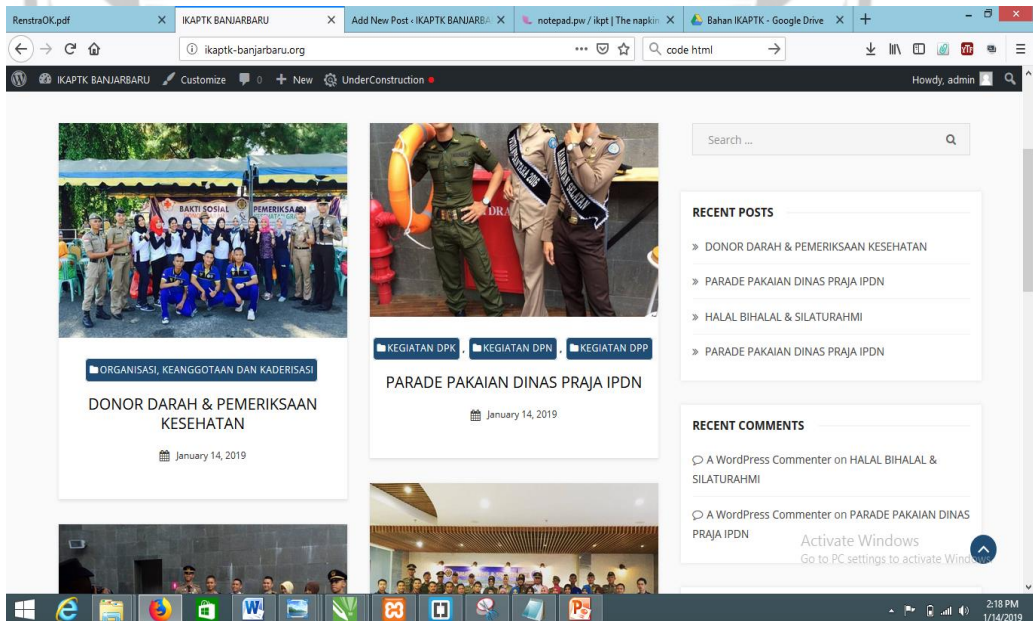 RenstraOK.pdf
IKAPTK BANJARBARU
Add New Post ‹ IKAPTK BANJARBA
notepad.pw / ikpt | The napkin
Bahan IKAPTK - Google Drive
ikaptk-banjarbaru.org
code html
IKAPTK BANJARBARU
Customize
0
New
UnderConstruction
Howdy, admin
BAKTI SOSIAL
PEMERIKSAAN
ORGANISASI, KEANGGOTAAN DAN KADERISASI
DONOR DARAH & PEMERIKSAAN
KESEHATAN
January 14, 2019
KEGIATAN DPK , KEGIATAN DPN , KEGIATAN DPP
PARADE PAKAIAN DINAS PRAJA IPDN
January 14, 2019
Search ...
RECENT POSTS
» DONOR DARAH & PEMERIKSAAN KESEHATAN
» PARADE PAKAIAN DINAS PRAJA IPDN
» HALAL BIHALAL & SILATURAHMI
» PARADE PAKAIAN DINAS PRAJA IPDN
RECENT COMMENTS
A WordPress Commenter on HALAL BIHALAL &
SILATURAHMI
A WordPress Commenter on PARADE PAKAIAN DINAS
PRAJA IPDN
Activate Windows
Go to PC settings to activate Windows.
2:18 PM
1/14/2019